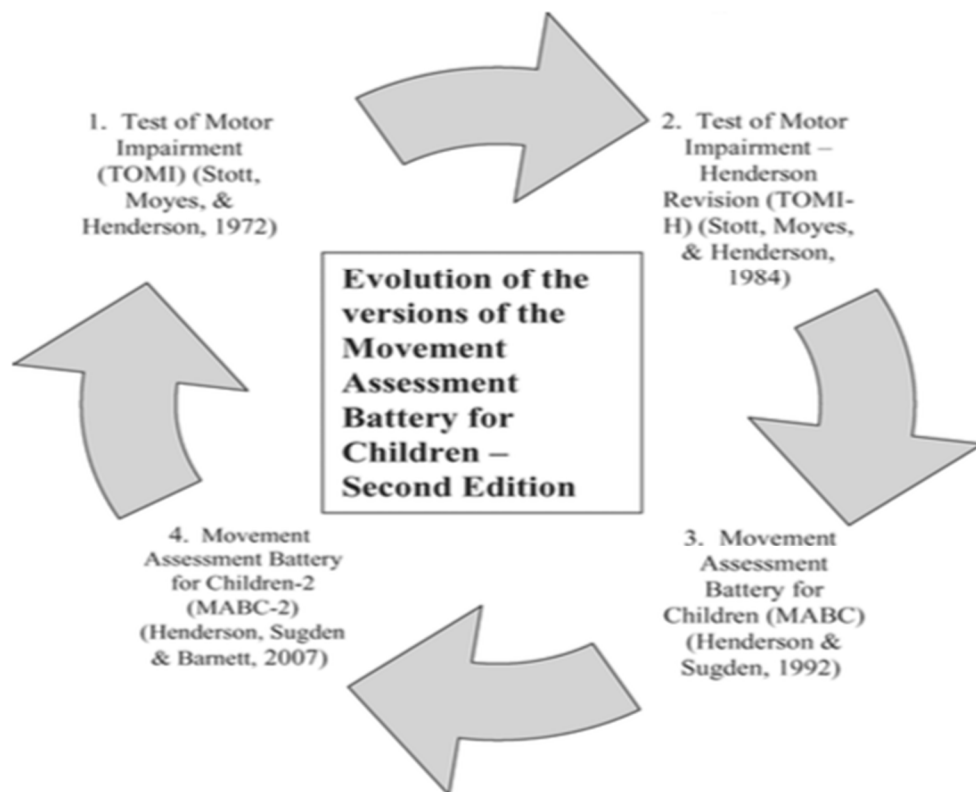 1. Test of Motor
Impairment
(TOMI) (Stott,
Moyes, &
Henderson, 1972)
2. Test of Motor
Impairment –
Henderson
Revision (TOMI-
H) (Stott, Moyes,
& Henderson,
1984)
Evolution of the
versions of the
Movement
Assessment
Battery for
Children –
Second Edition
3. Movement
Assessment
Battery for
Children (MABC)
(Henderson &
Sugden, 1992)
4. Movement
Assessment Battery
for Children-2
(MABC-2)
(Henderson, Sugden
& Barnett, 2007)